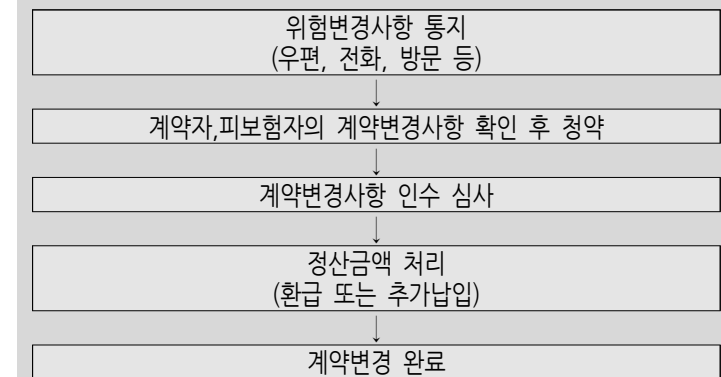 위험변경사항 통지
(우편, 전화, 방문 등)
↓
계약자,피보험자의 계약변경사항 확인 후 청약
↓
계약변경사항 인수 심사
↓
정산금액 처리
(환급 또는 추가납입)
↓
계약변경 완료